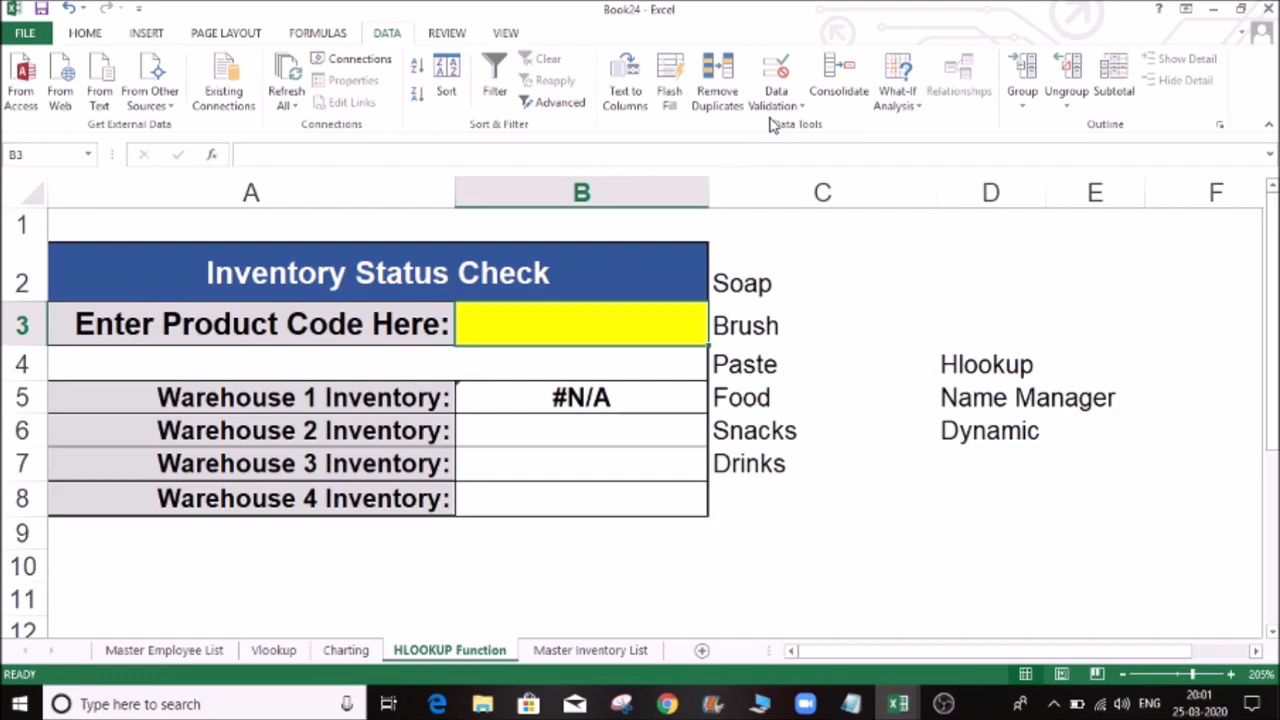 Book24 - Excel
?
FILE HOME INSERT PAGE LAYOUT FORMULAS DATA REVIEW VIEW
From Access
From Web
From Text
From Other Sources
Existing Connections
Get External Data
Refresh All
Connections
Properties
Edit Links
Connections
Sort
Filter
Clear
Reapply
Advanced
Sort & Filter
Text to Columns
Flash Fill
Remove Duplicates
Data Validation
Consolidate
What-If Analysis
Relationships
Data Tools
Group
Ungroup
Subtotal
Show Detail
Hide Detail
Outline
B3 fx
A B C D E F
1
2 Inventory Status Check Soap
3 Enter Product Code Here: Brush
4 Paste Hlookup
5 Warehouse 1 Inventory: #N/A Food Name Manager
6 Warehouse 2 Inventory: Snacks Dynamic
7 Warehouse 3 Inventory: Drinks
8 Warehouse 4 Inventory:
9
10
11
12
Master Employee List Vlookup Charting HLOOKUP Function Master Inventory List
READY 205%
Type here to search ENG 20:01
25-03-2020